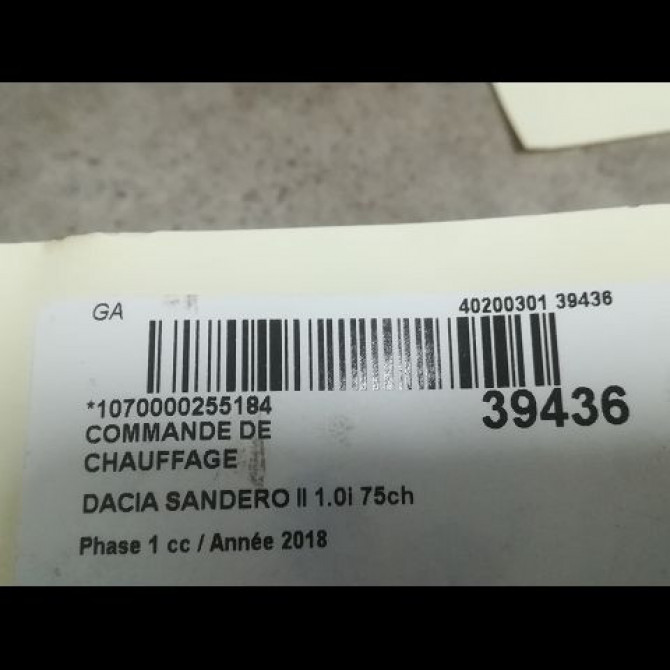 GA
40200301 39436
*1070000255184
39436
COMMANDE DE
CHAUFFAGE
DACIA SANDERO II 1.0i 75ch
Phase 1 cc / Année 2018